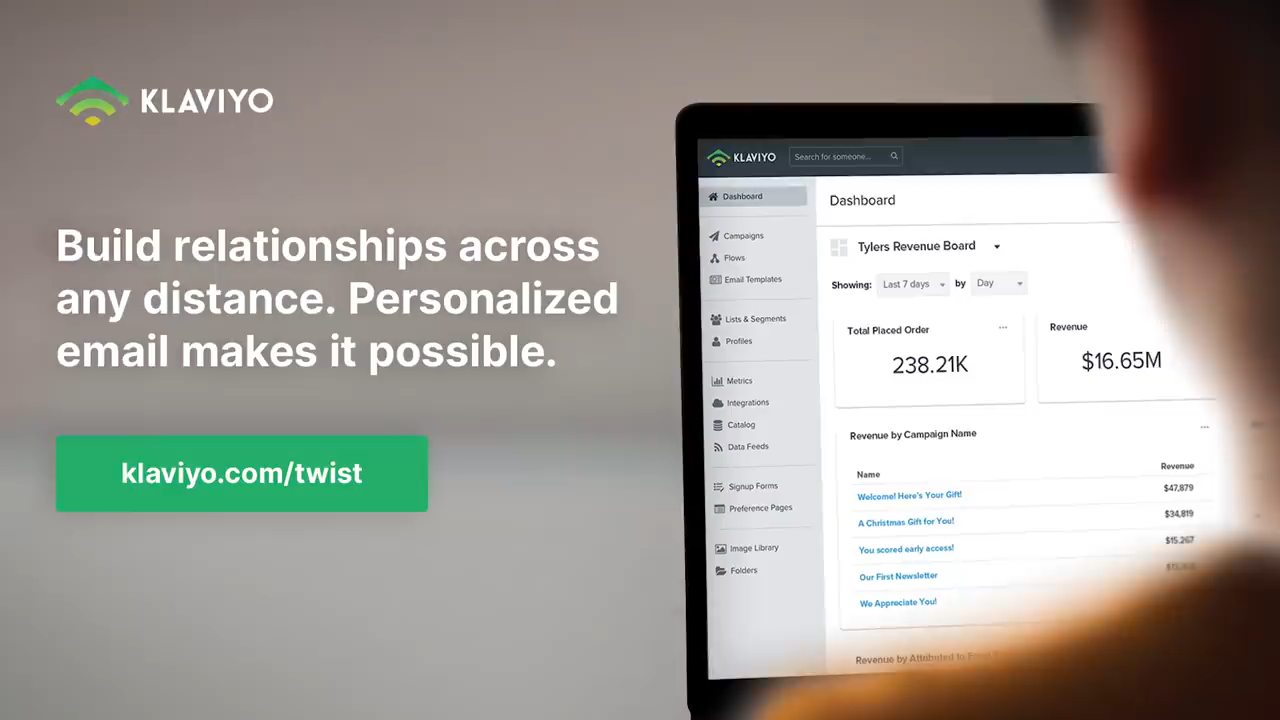 KLAVIYO
Build relationships across
any distance. Personalized
email makes it possible.
klaviyo.com/twist
KLAVIYO
Search for someone...
Dashboard
Campaigns
Flows
Email Templates
Lists & Segments
Profiles
Metrics
Integrations
Catalog
Data Feeds
Signup Forms
Preference Pages
Image Library
Folders
Dashboard
Tylers Revenue Board
Showing: Last 7 days by Day
Total Placed Order
238.21K
Revenue
$16.65M
Revenue by Campaign Name
Name Revenue
Welcome! Here's Your Gift! $47,879
A Christmas Gift for You! $34,819
You scored early access! $15,267
Our First Newsletter
We Appreciate You!
Revenue by Attributed to